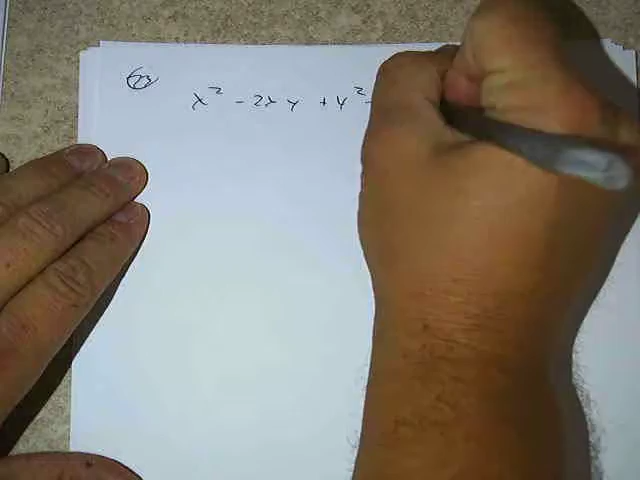 x² - 2xy + y² -